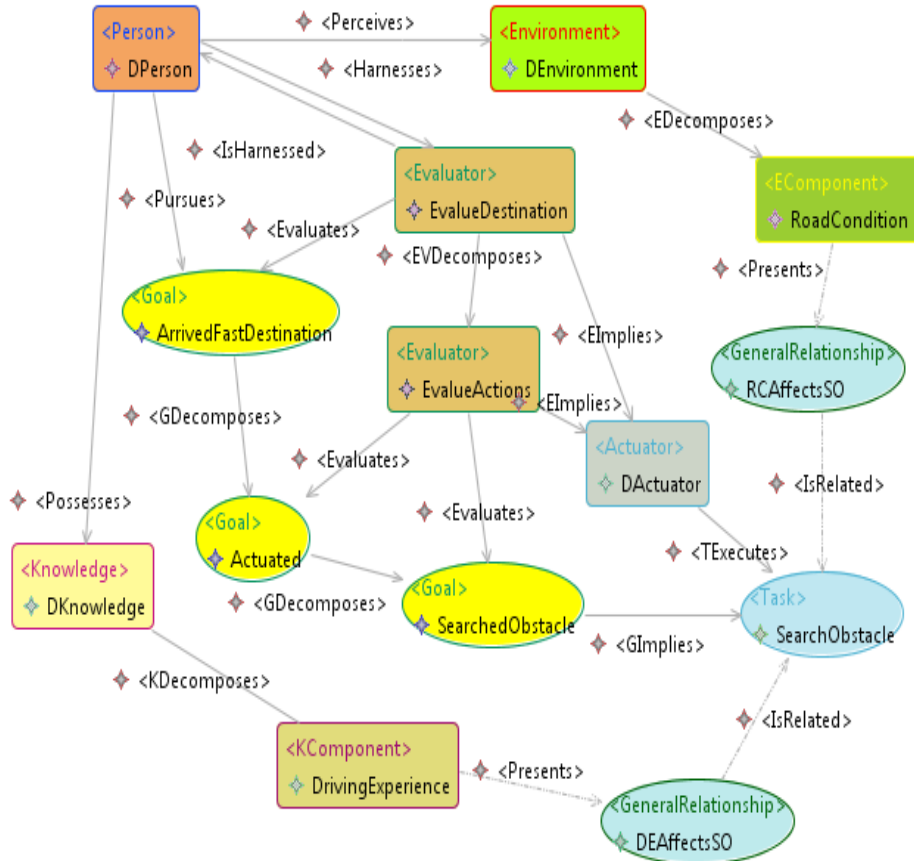 <Person>
DPerson
<Perceives>
<Harnesses>
<Environment>
DEnvironment
<EDecomposes>
<IsHarnessed>
<Pursues>
<Evaluator>
EvalueDestination
<EComponent>
RoadCondition
<Evaluates>
<EVDecomposes>
<Presents>
<Goal>
ArrivedFastDestination
<Evaluator>
EvalueActions
<EImplies>
<EImplies>
<GeneralRelationship>
RCAffectsSO
<GDecomposes>
<Evaluates>
<Actuator>
DActuator
<IsRelated>
<Possesses>
<Goal>
Actuated
<Evaluates>
<TExecutes>
<Knowledge>
DKnowledge
<GDecomposes>
<Goal>
SearchedObstacle
<GImplies>
<Task>
SearchObstacle
<KDecomposes>
<IsRelated>
<KComponent>
DrivingExperience
<Presents>
<GeneralRelationship>
DEAffectsSO